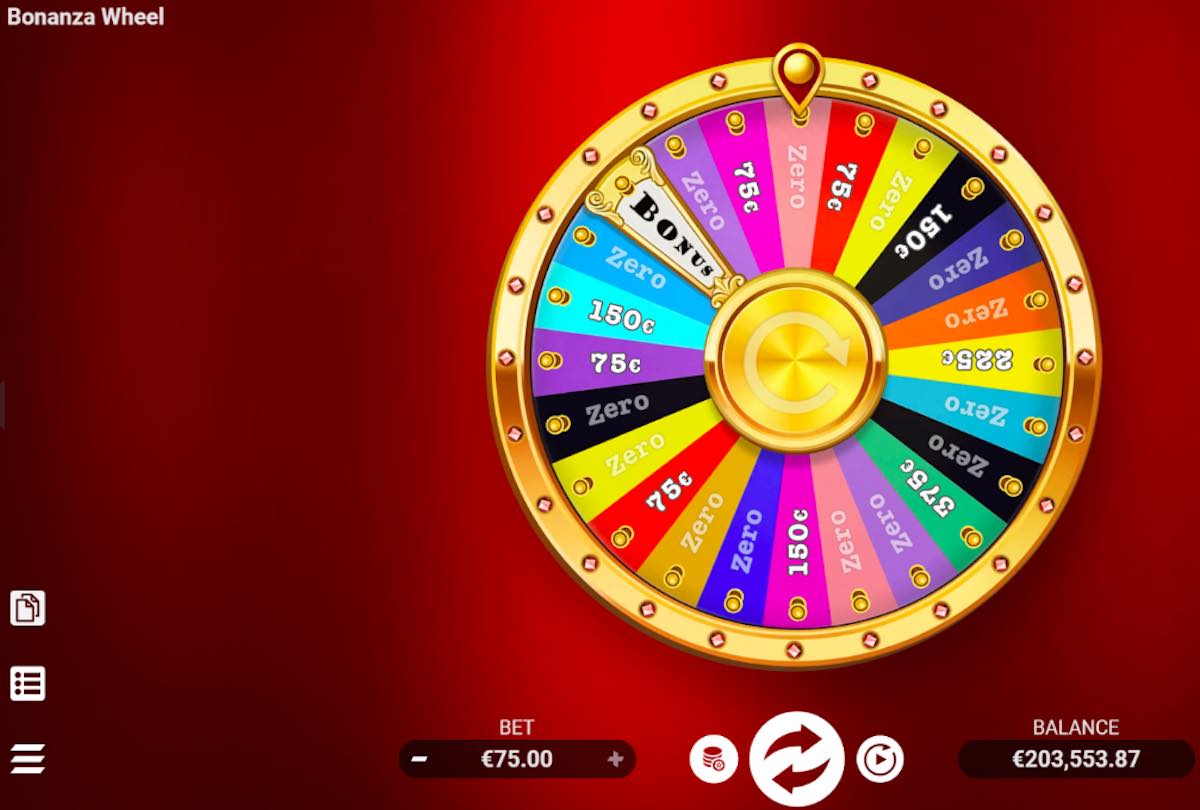 Bonanza Wheel
Zero
75€
Zero
150€
Zero
Zero
225€
Zero
Zero
375€
Zero
Zero
150€
Zero
Zero
75€
Zero
Zero
75€
150€
Zero
BONUS
Zero
75€
BET
€75.00
BALANCE
€203,553.87